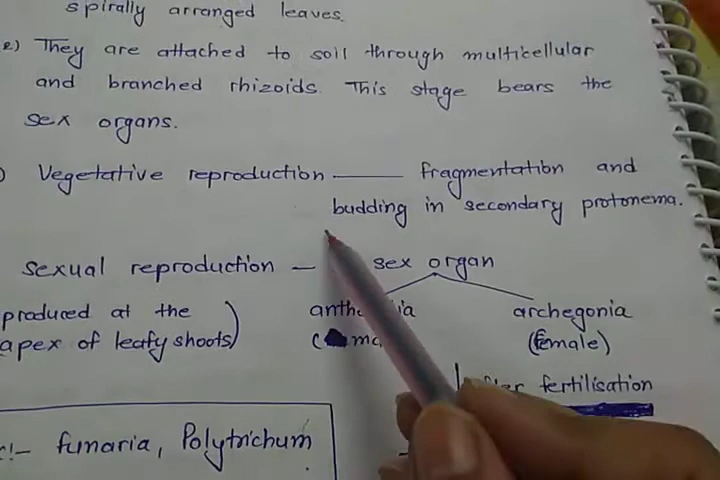 spirally arranged leaves.
2) They are attached to soil through multicellular
and branched rhizoids. This stage bears the
sex organs.
) Vegetative reproduction —— fragmentation and
budding in secondary protonema.
sexual reproduction — sex organ
produced at the
apex of leafy shoots)
archegonia
(female)
fertilisation
:- funaria, Polytrichum